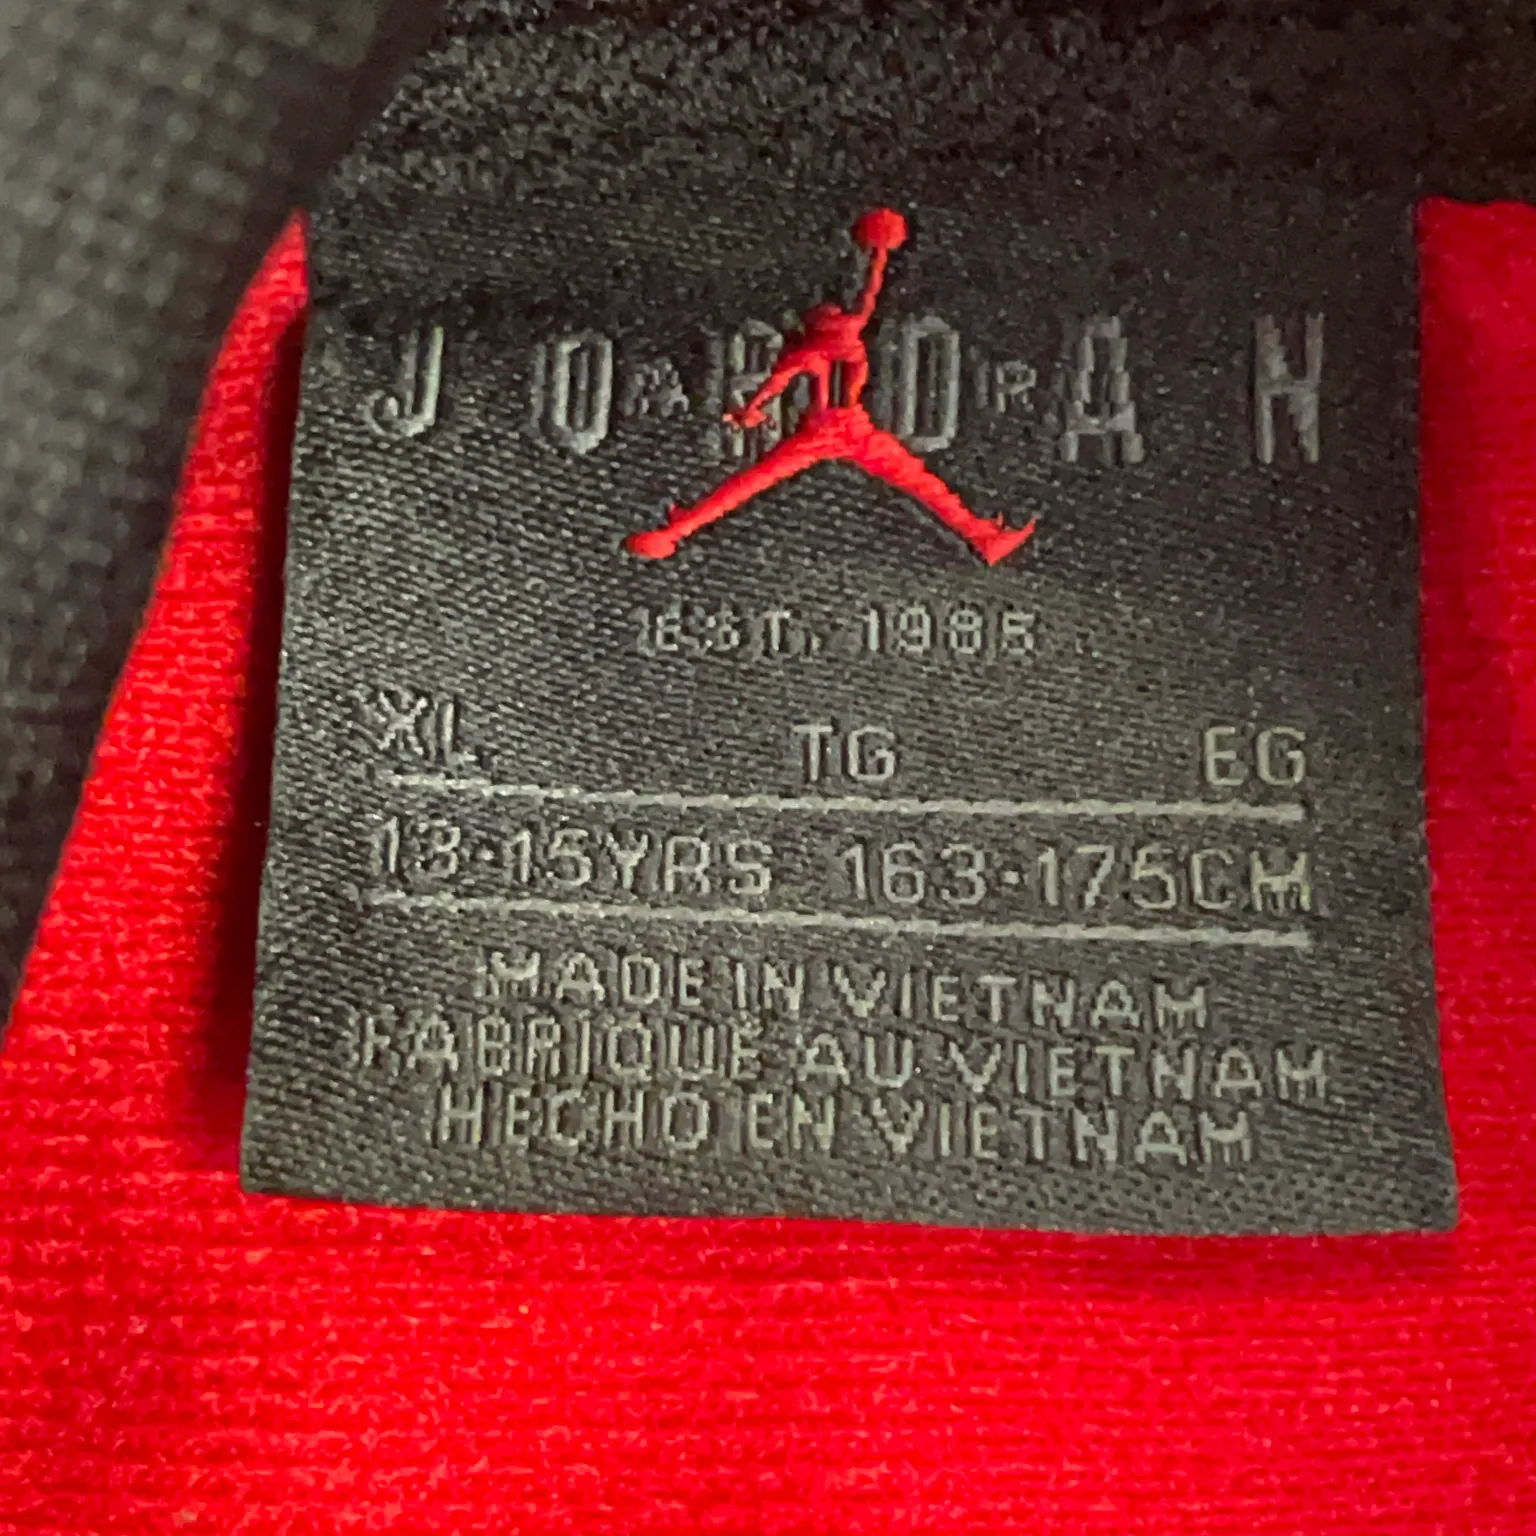 JORDAN
AIR
EST. 1985
XL TG EG
13-15YRS 163-175CM
MADE IN VIETNAM
FABRIQUE AU VIETNAM
HECHO EN VIETNAM